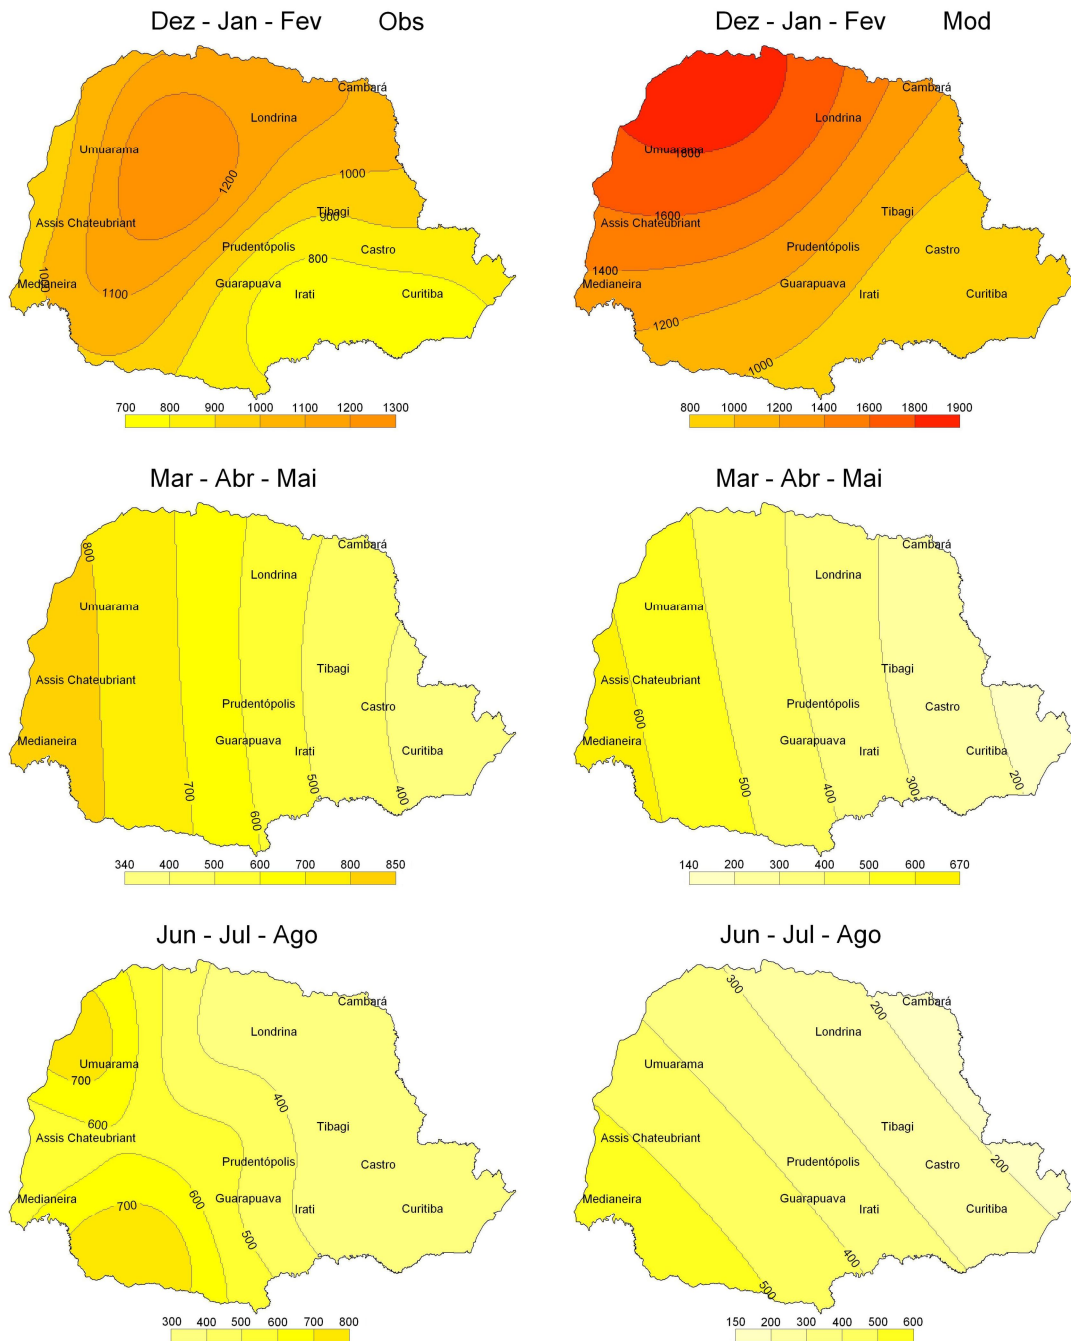 Dez - Jan - Fev Obs
Dez - Jan - Fev Mod
Cambará
Londrina
Umuarama
1200
1000
Tibagi
900
Assis Chateubriant
Prudentópolis
Castro
800
1000
Medianeira
Guarapuava
Irati
Curitiba
1100
700 800 900 1000 1100 1200 1300
Cambará
Londrina
Umuarama
1800
Tibagi
1600
Assis Chateubriant
Prudentópolis
Castro
1400
Medianeira
Guarapuava
Irati
Curitiba
1200
1000
800 1000 1200 1400 1600 1800 1900
Mar - Abr - Mai
Mar - Abr - Mai
800
Cambará
Londrina
Umuarama
Tibagi
Assis Chateubriant
Prudentópolis
Castro
Medianeira
Guarapuava
Irati
Curitiba
700
600
500
400
340 400 500 600 700 800 850
Cambará
Londrina
Umuarama
Tibagi
Assis Chateubriant
Prudentópolis
Castro
600
Medianeira
Guarapuava
Irati
Curitiba
500
400
300
200
140 200 300 400 500 600 670
Jun - Jul - Ago
Jun - Jul - Ago
Cambará
Londrina
Umuarama
700
400
600
Tibagi
Assis Chateubriant
Prudentópolis
Castro
Medianeira
700
600
Guarapuava
Irati
Curitiba
500
300 400 500 600 700 800
300
200
Cambará
Londrina
Umuarama
Tibagi
Assis Chateubriant
Prudentópolis
Castro
200
Medianeira
Guarapuava
Irati
Curitiba
400
500
150 200 300 400 500 600